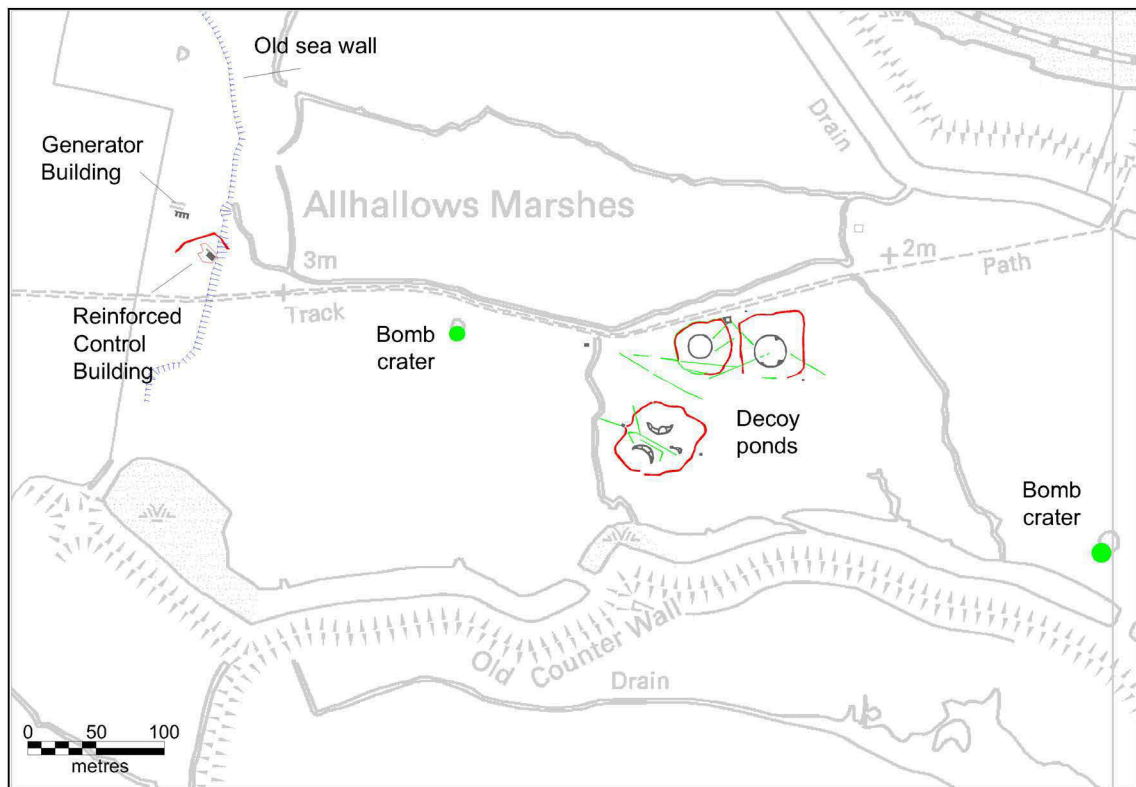 Old sea wall
Drain
Generator
Building
Allhallows Marshes
3m
2m
Path
Track
Reinforced
Control
Building
Bomb
crater
Decoy
ponds
Bomb
crater
Old Counter Wall
Drain
0 50 100
metres